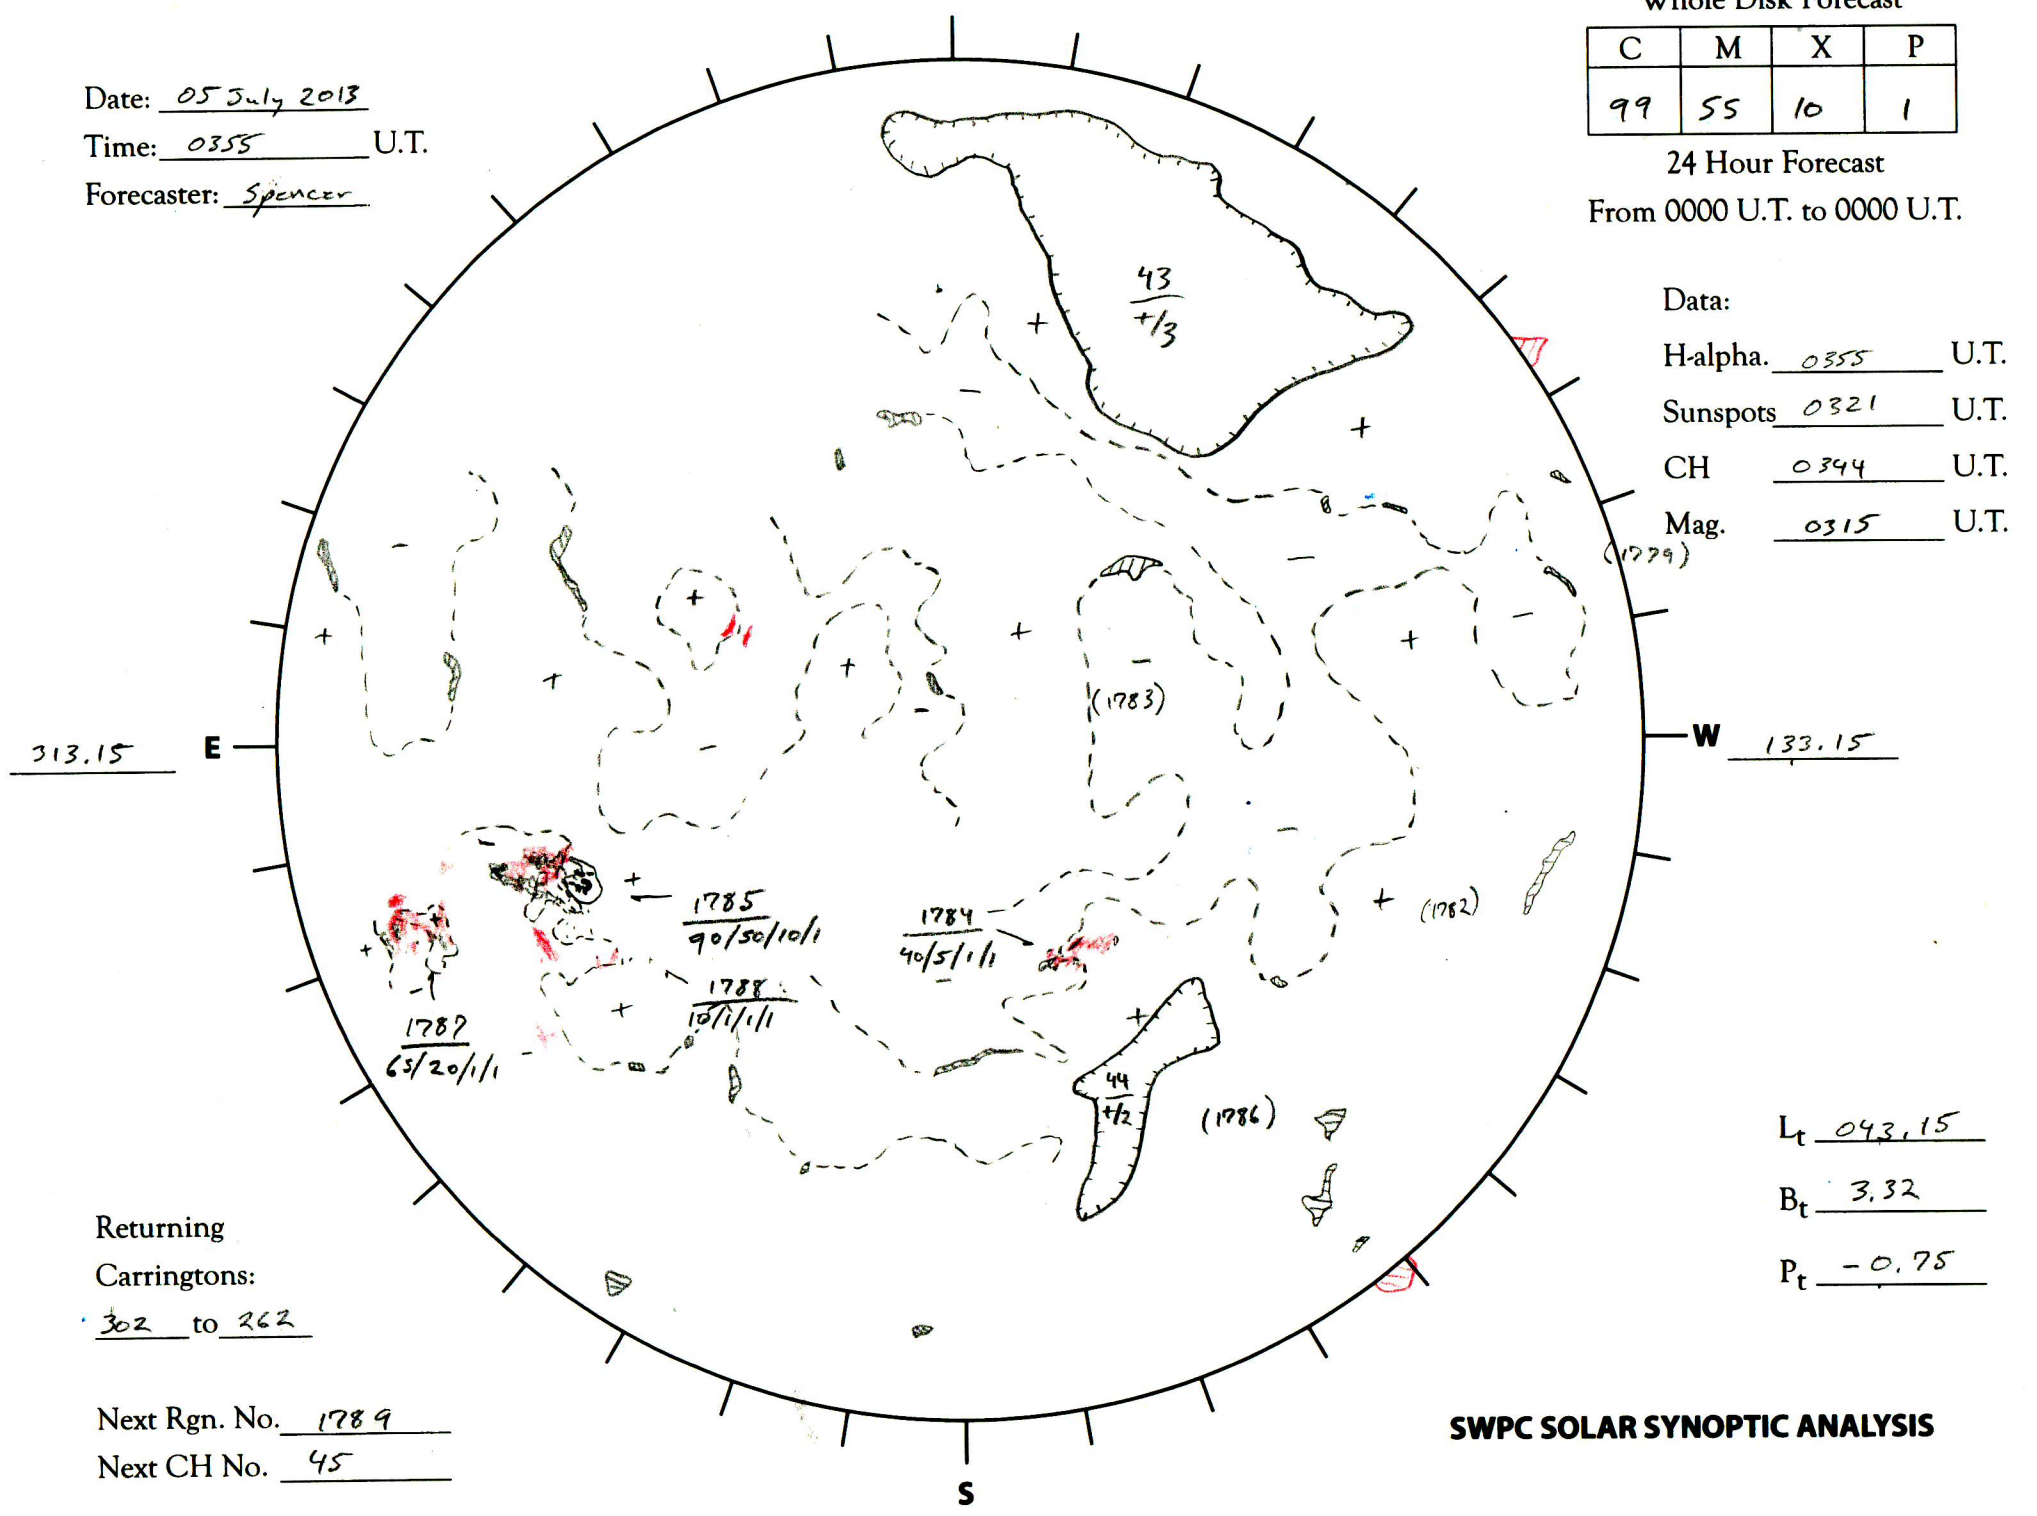 Whole Disk Forecast
C M X P
99 55 10 1
24 Hour Forecast
From 0000 U.T. to 0000 U.T.
Date: 05 July 2013
Time: 0355 U.T.
Forecaster: Spencer
Data:
H-alpha. 0355 U.T.
Sunspots 0321 U.T.
CH 0344 U.T.
Mag. 0315 U.T.
43
+/3
(1779)
(1783)
313.15 E
W 133.15
1785
90/50/10/1
1784
40/5/1/1
(1782)
1788
10/1/1/1
1787
65/20/1/1
44
+/2
(1786)
Lt 043.15
Bt 3.32
Pt -0.75
Returning
Carringtons:
302 to 262
Next Rgn. No. 1789
Next CH No. 45
SWPC SOLAR SYNOPTIC ANALYSIS
S